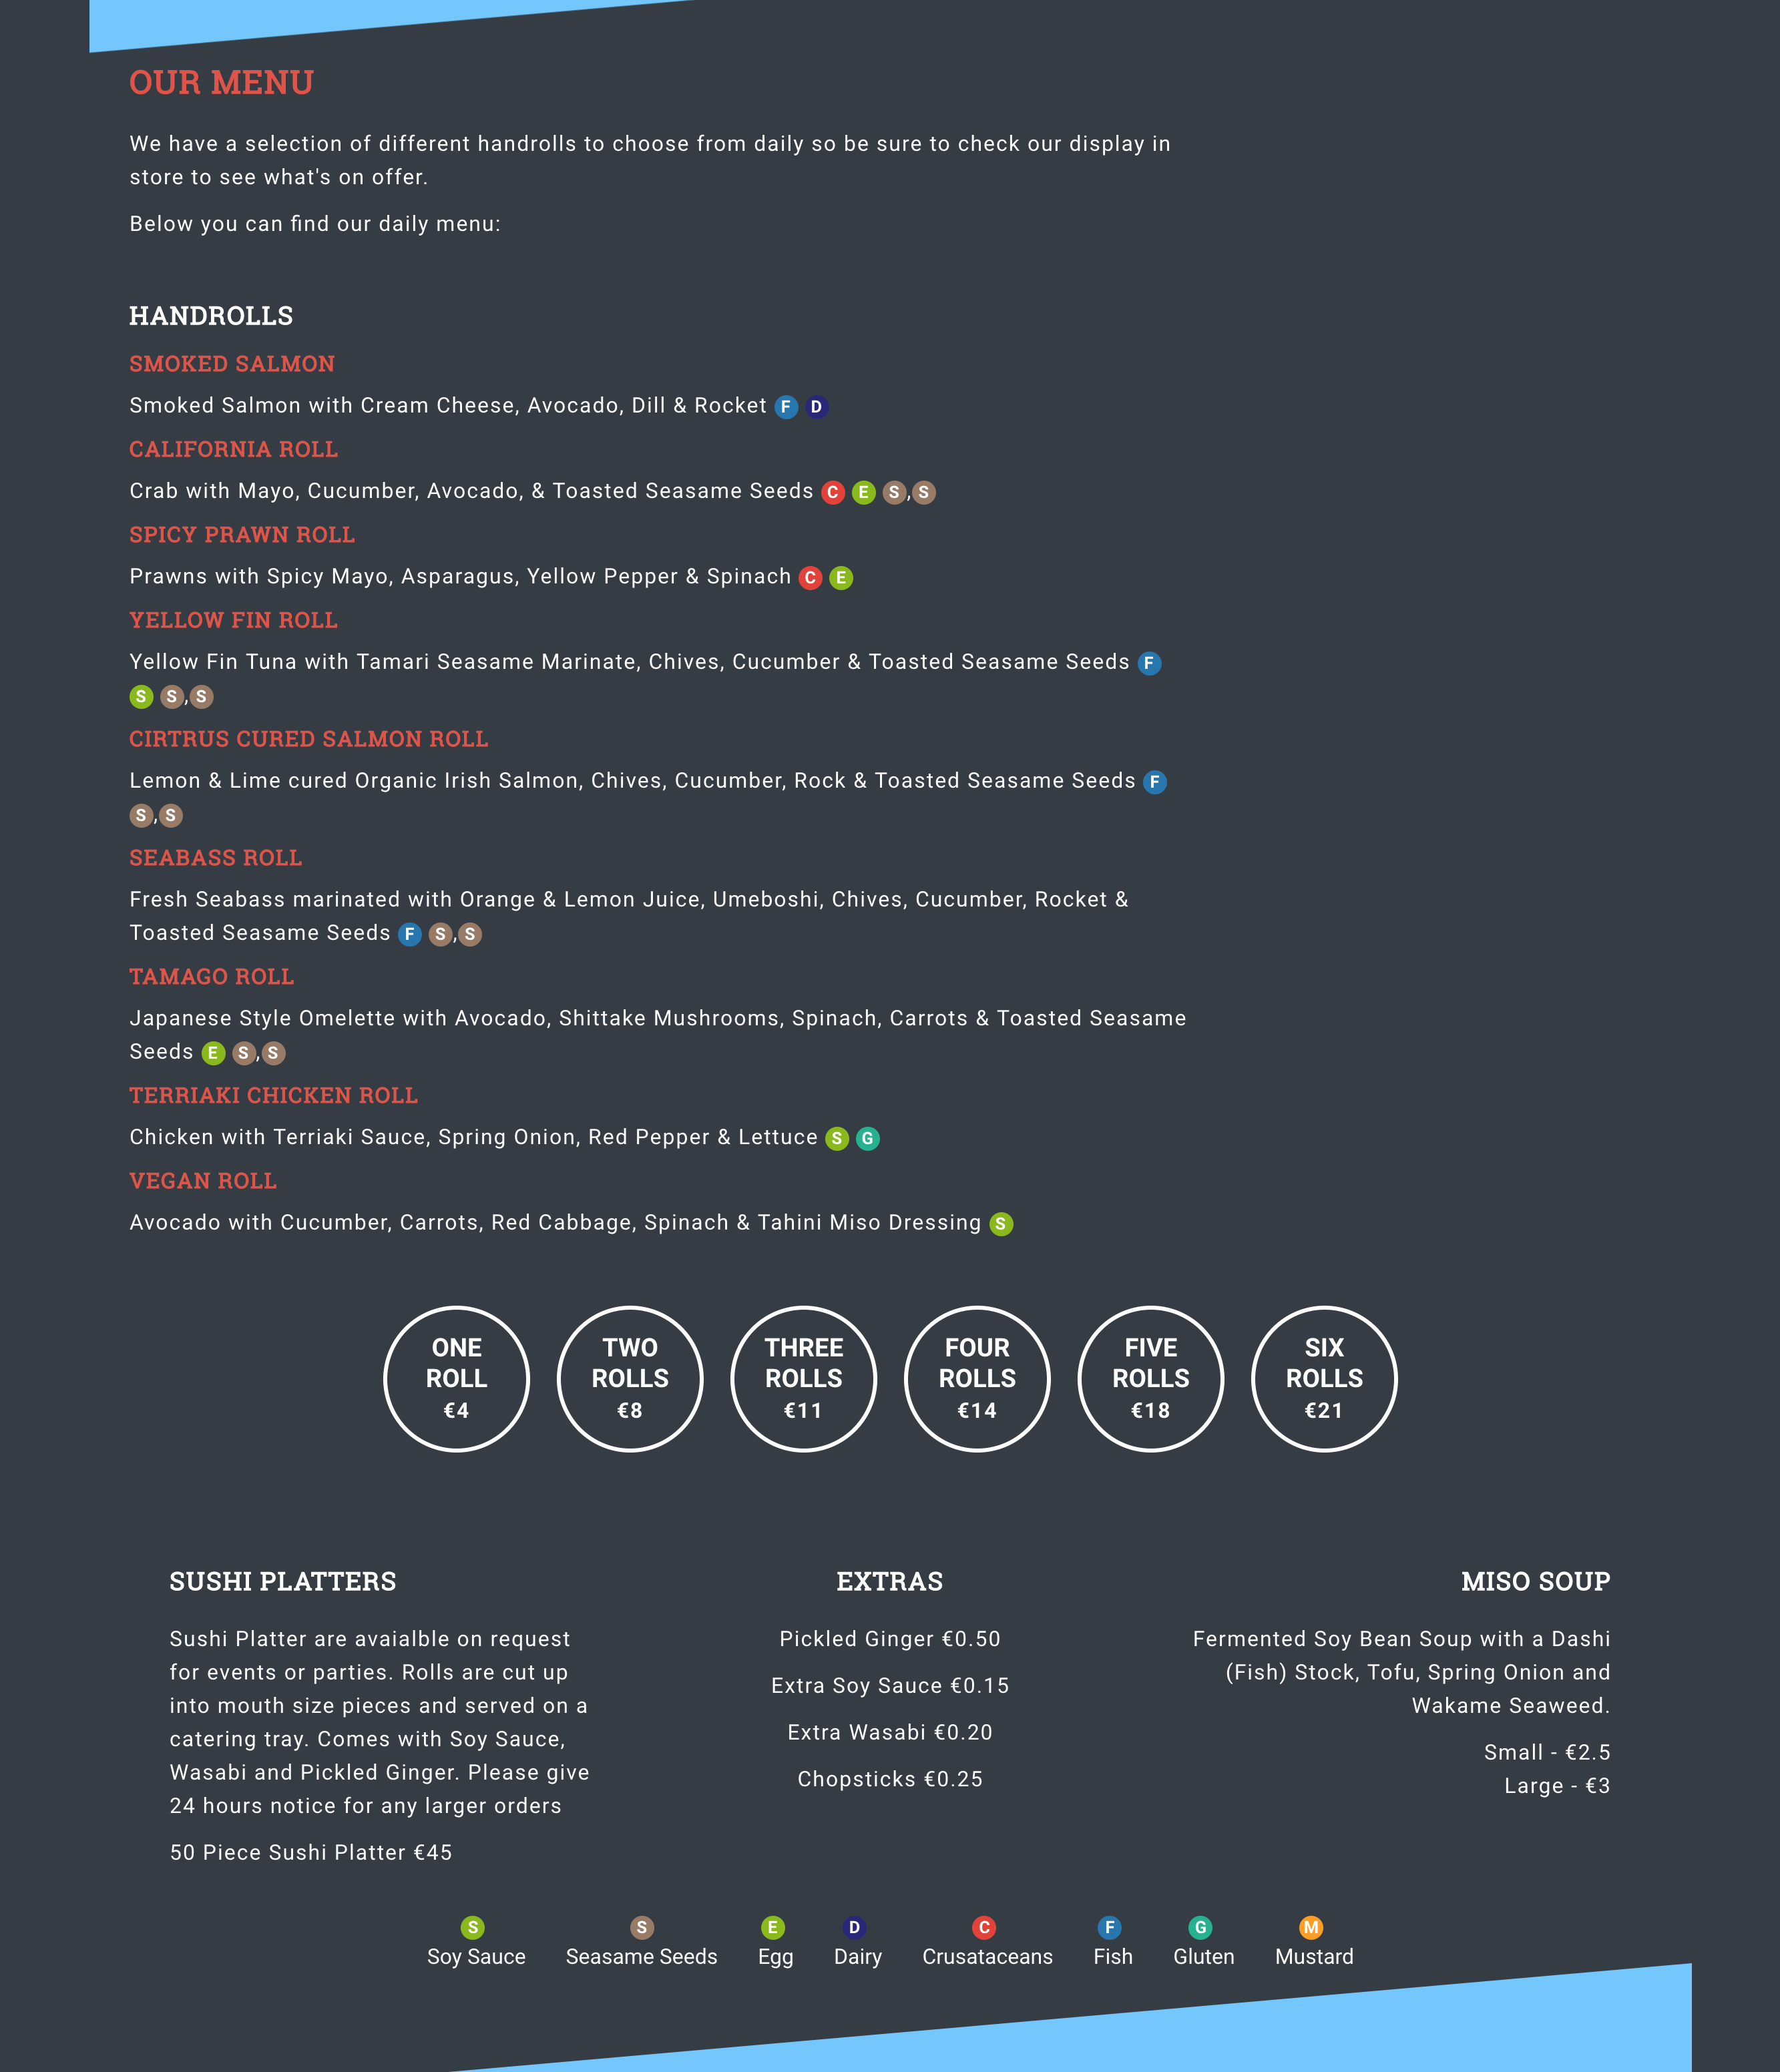 OUR MENU
We have a selection of different handrolls to choose from daily so be sure to check our display in
store to see what's on offer.
Below you can find our daily menu:
HANDROLLS
SMOKED SALMON
Smoked Salmon with Cream Cheese, Avocado, Dill & Rocket F D
CALIFORNIA ROLL
Crab with Mayo, Cucumber, Avocado, & Toasted Seasame Seeds C E S,S
SPICY PRAWN ROLL
Prawns with Spicy Mayo, Asparagus, Yellow Pepper & Spinach C E
YELLOW FIN ROLL
Yellow Fin Tuna with Tamari Seasame Marinate, Chives, Cucumber & Toasted Seasame Seeds F
S S,S
CIRTRUS CURED SALMON ROLL
Lemon & Lime cured Organic Irish Salmon, Chives, Cucumber, Rock & Toasted Seasame Seeds F
S,S
SEABASS ROLL
Fresh Seabass marinated with Orange & Lemon Juice, Umeboshi, Chives, Cucumber, Rocket &
Toasted Seasame Seeds F S,S
TAMAGO ROLL
Japanese Style Omelette with Avocado, Shittake Mushrooms, Spinach, Carrots & Toasted Seasame
Seeds E S,S
TERRIAKI CHICKEN ROLL
Chicken with Terriaki Sauce, Spring Onion, Red Pepper & Lettuce S G
VEGAN ROLL
Avocado with Cucumber, Carrots, Red Cabbage, Spinach & Tahini Miso Dressing S
ONE
ROLL
€4
TWO
ROLLS
€8
THREE
ROLLS
€11
FOUR
ROLLS
€14
FIVE
ROLLS
€18
SIX
ROLLS
€21
SUSHI PLATTERS
Sushi Platter are avaialble on request
for events or parties. Rolls are cut up
into mouth size pieces and served on a
catering tray. Comes with Soy Sauce,
Wasabi and Pickled Ginger. Please give
24 hours notice for any larger orders
50 Piece Sushi Platter €45
EXTRAS
Pickled Ginger €0.50
Extra Soy Sauce €0.15
Extra Wasabi €0.20
Chopsticks €0.25
MISO SOUP
Fermented Soy Bean Soup with a Dashi
(Fish) Stock, Tofu, Spring Onion and
Wakame Seaweed.
Small - €2.5
Large - €3
S
Soy Sauce
S
Seasame Seeds
E
Egg
D
Dairy
C
Crusataceans
F
Fish
G
Gluten
M
Mustard